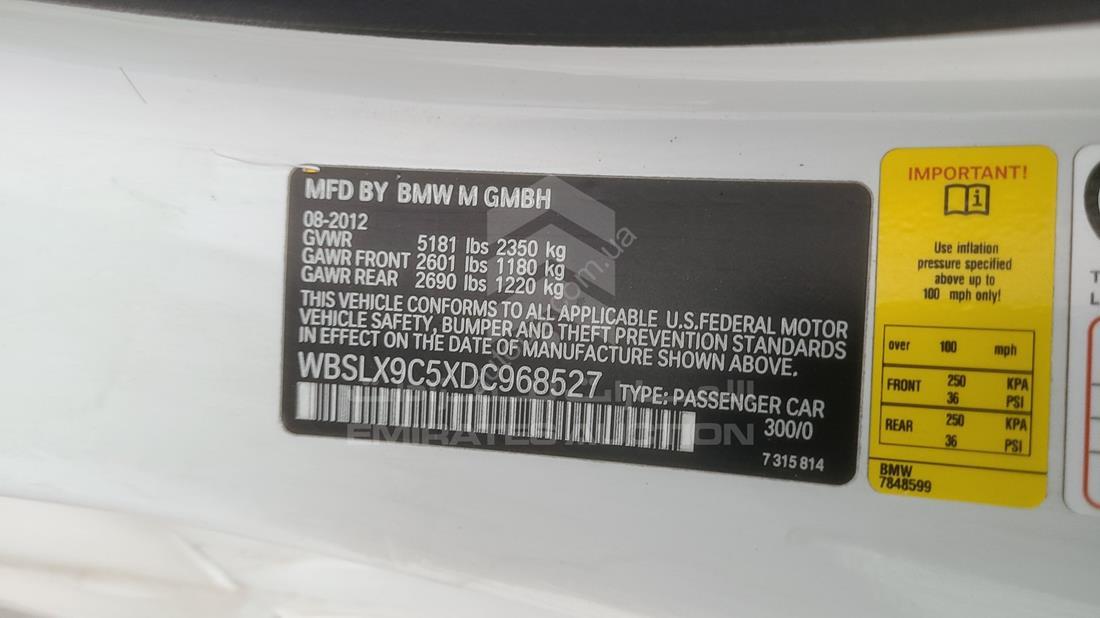 MFD BY BMW M GMBH
08-2012
GVWR 5181 lbs 2350 kg
GAWR FRONT 2601 lbs 1180 kg
GAWR REAR 2690 lbs 1220 kg
THIS VEHICLE CONFORMS TO ALL APPLICABLE U.S.FEDERAL MOTOR
VEHICLE SAFETY, BUMPER AND THEFT PREVENTION STANDARDS
IN EFFECT ON THE DATE OF MANUFACTURE SHOWN ABOVE.
WBSLX9C5XDC968527 TYPE: PASSENGER CAR
300/0
7 315 814
EMIRATES AUCTION
IMPORTANT!
Use inflation
pressure specified
above up to
100 mph only!
over 100 mph
FRONT 250 KPA
36 PSI
REAR 250 KPA
36 PSI
BMW
7848599
T
L